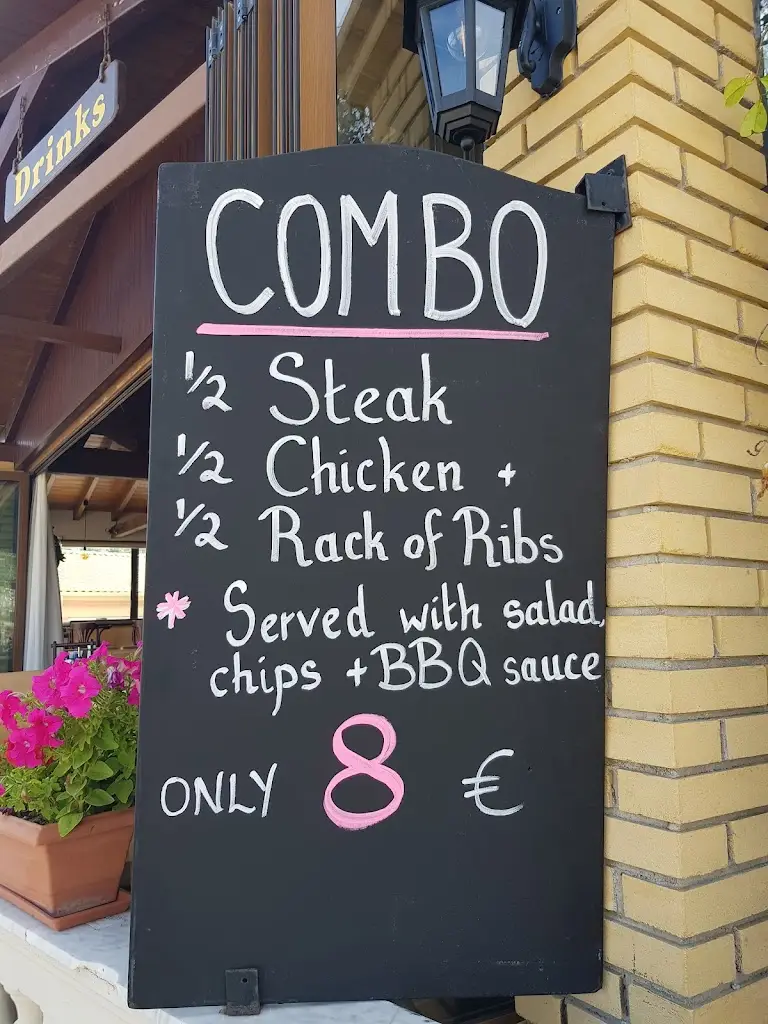 Drinks
COMBO
½ Steak
½ Chicken +
½ Rack of Ribs
* Served with salad,
chips + BBQ sauce
ONLY 8 €